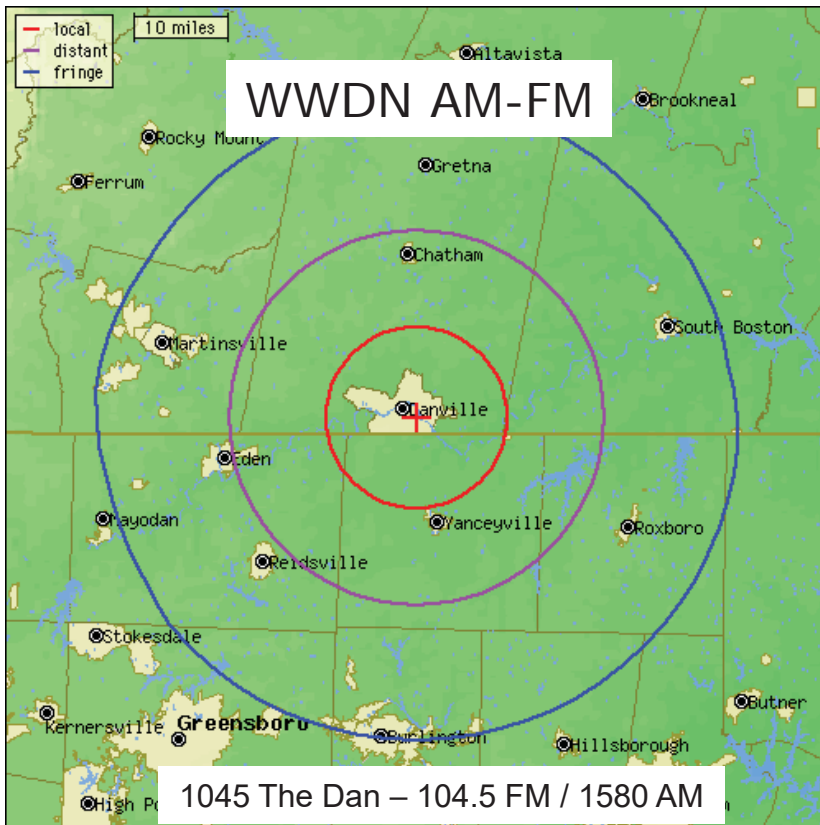 local
distant
fringe
10 miles
Altavista
WWDN AM-FM
Brookneal
Rocky Mount
Gretna
Ferrum
Chatham
South Boston
Martinsville
Danville
Eden
Mayodan
Yanceyville
Roxboro
Reidsville
Stokesdale
Butner
Kernersville
Greensboro
Burlington
Hillsborough
1045 The Dan – 104.5 FM / 1580 AM
High Po